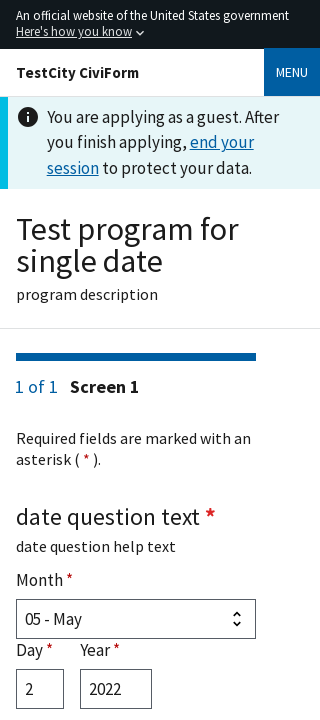 An official website of the United States government
Here's how you know
TestCity CiviForm
MENU
You are applying as a guest. After
you finish applying, end your
session to protect your data.
Test program for
single date
program description
1 of 1 Screen 1
Required fields are marked with an
asterisk ( * ).
date question text *
date question help text
Month *
05 - May
Day * Year *
2 2022